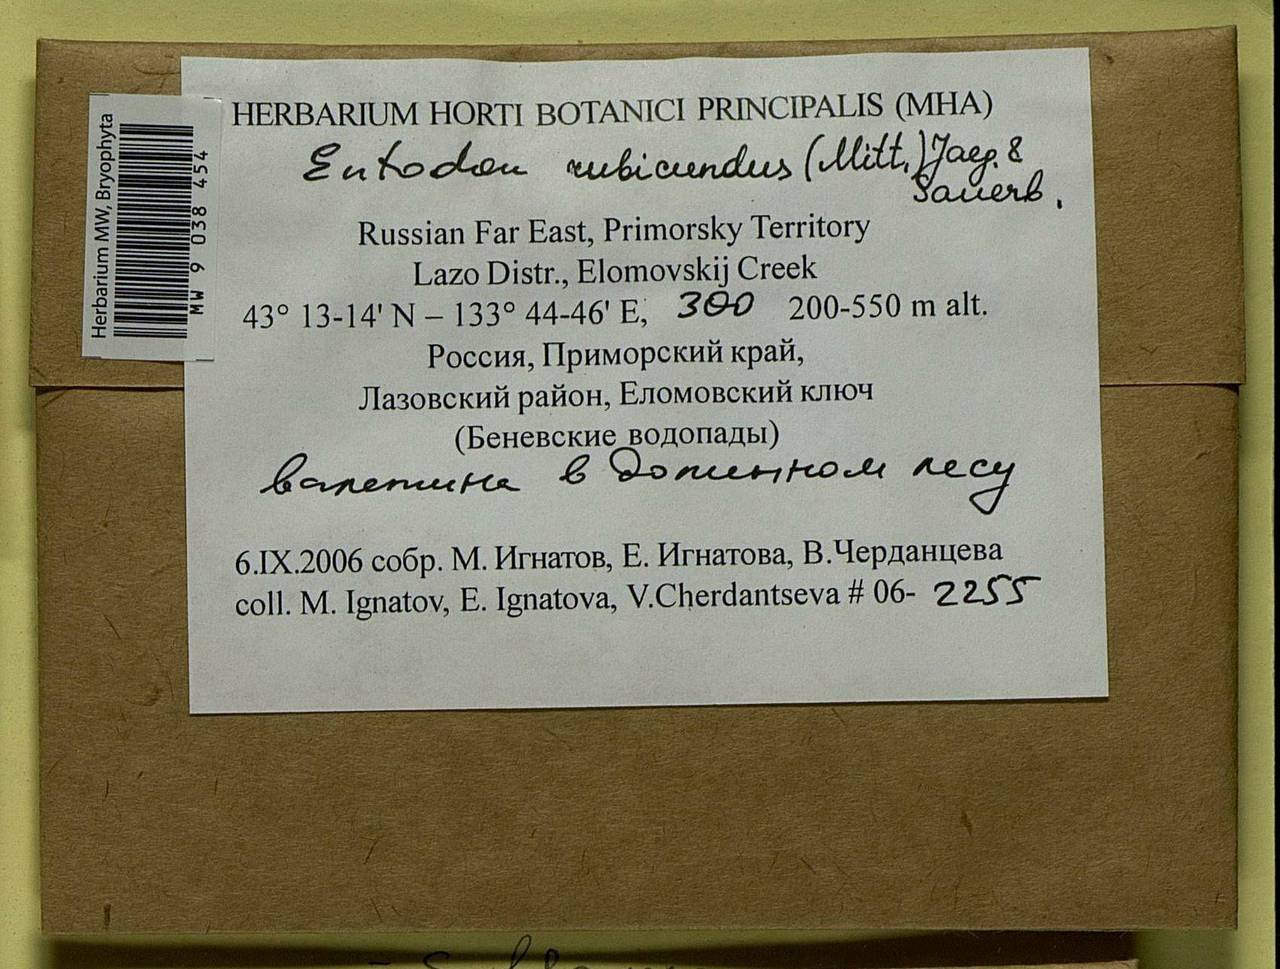 HERBARIUM HORTI BOTANICI PRINCIPALIS (MHA)
Entodon rubicundus (Mitt.) Jaeg. &
Sauerb.
Russian Far East, Primorsky Territory
Lazo Distr., Elomovskij Creek
43° 13-14' N – 133° 44-46' E, 300 200-550 m alt.
Россия, Приморский край,
Лазовский район, Еломовский ключ
(Беневские водопады)
валежина в долинном лесу
6.IX.2006 собр. М. Игнатов, Е. Игнатова, В.Черданцева
coll. M. Ignatov, E. Ignatova, V.Cherdantseva # 06- 2255
Herbarium MW, Bryophyta
MW 9 038 454